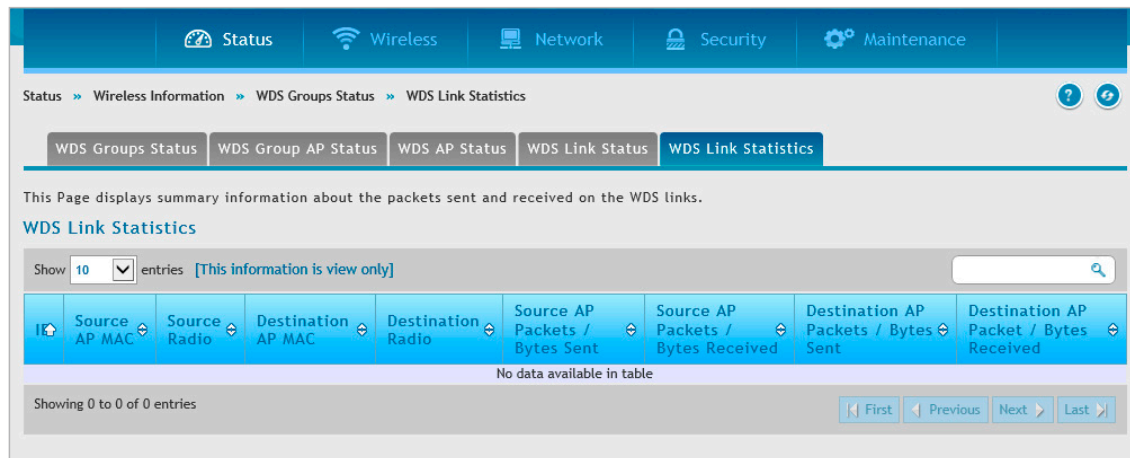 Status Wireless Network Security Maintenance
Status » Wireless Information » WDS Groups Status » WDS Link Statistics
WDS Groups Status WDS Group AP Status WDS AP Status WDS Link Status WDS Link Statistics
This Page displays summary information about the packets sent and received on the WDS links.
WDS Link Statistics
Show 10 entries [This information is view only]
Source AP MAC
Source Radio
Destination AP MAC
Destination Radio
Source AP Packets / Bytes Sent
Source AP Packets / Bytes Received
Destination AP Packets / Bytes Sent
Destination AP Packet / Bytes Received
No data available in table
Showing 0 to 0 of 0 entries
First Previous Next Last